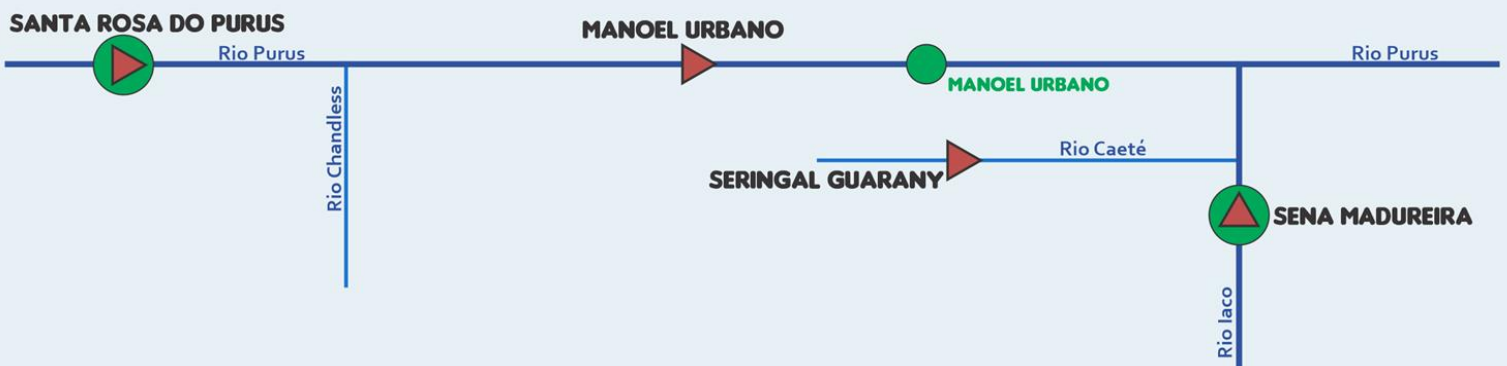 SANTA ROSA DO PURUS
Rio Purus
MANOEL URBANO
Rio Purus
MANOEL URBANO
Rio Chandless
Rio Caeté
SERINGAL GUARANY
SENA MADUREIRA
Rio Iaco